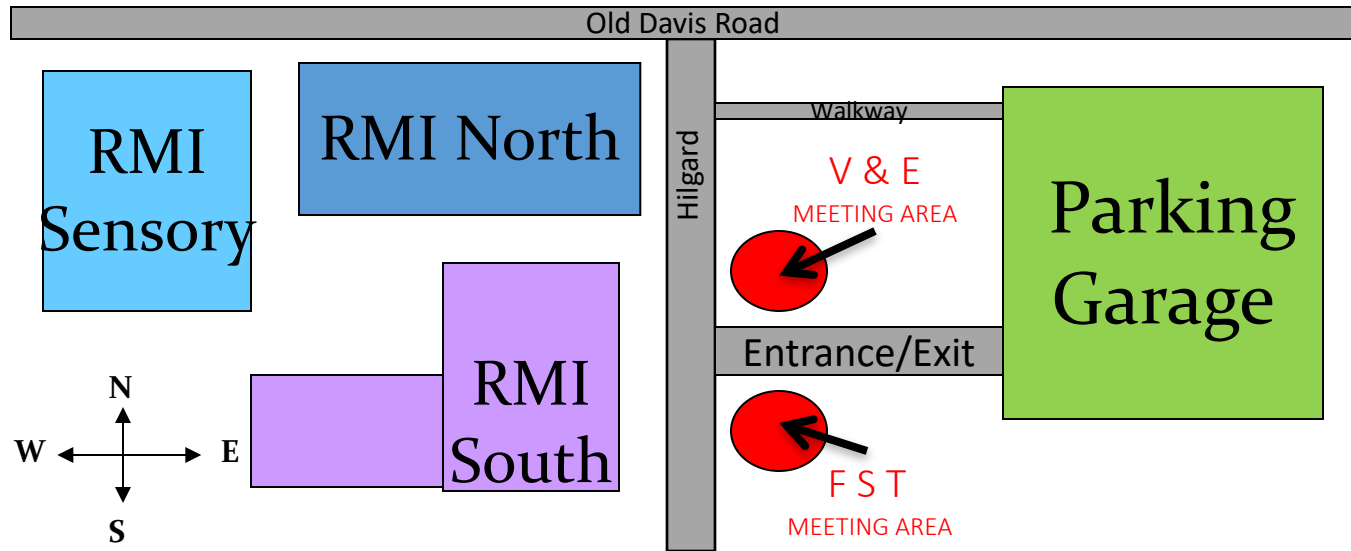 Old Davis Road
RMI
Sensory
RMI North
Hilgard
Walkway
V & E
MEETING AREA
Parking
Garage
Entrance/Exit
RMI
South
N
W
E
S
F S T
MEETING AREA